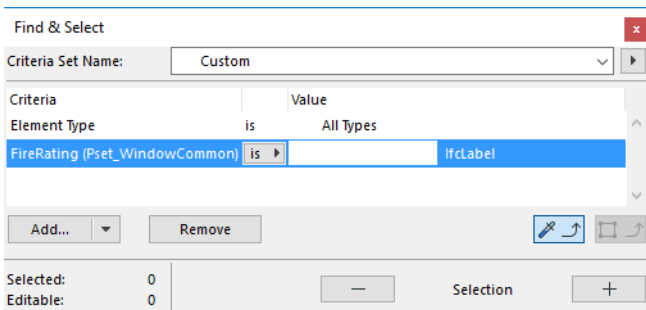 Find & Select
x
Criteria Set Name: Custom
Criteria Value
Element Type is All Types
FireRating (Pset_WindowCommon) is IfcLabel
Add... Remove
Selected: 0
Editable: 0
— Selection +